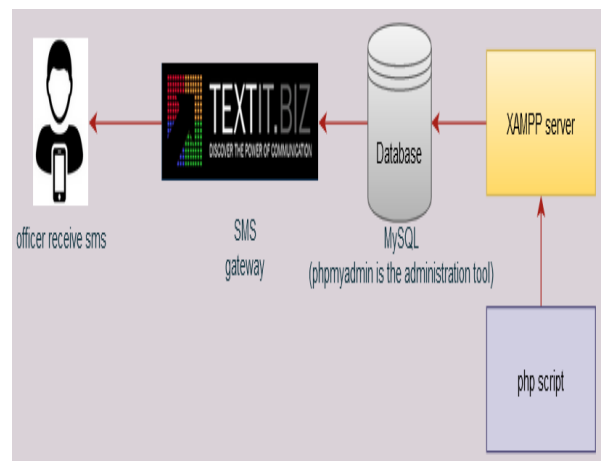 TEXTIT.BIZ
DISCOVER THE POWER OF COMMUNICATION
Database
XAMPP server
officer receive sms
SMS
gateway
MySQL
(phpmyadmin is the administration tool)
php script